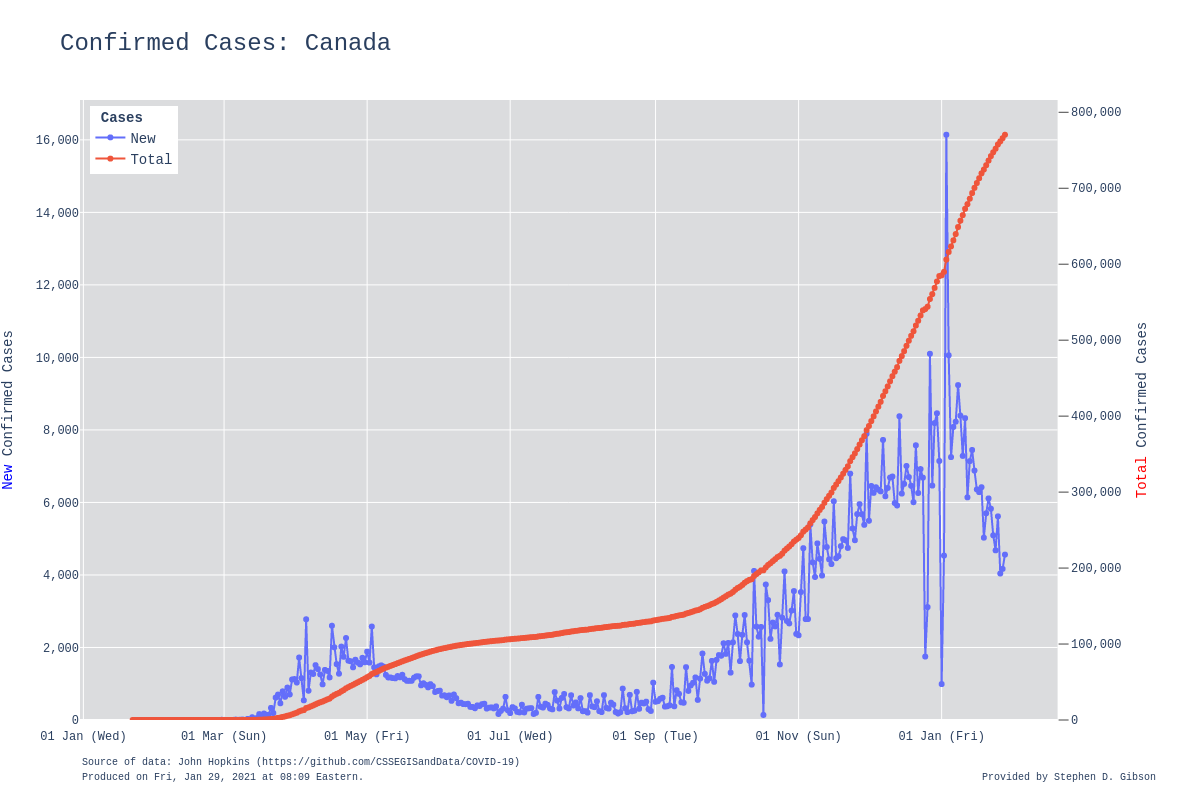 Confirmed Cases: Canada
Cases
New
Total
16,000
14,000
12,000
10,000
8,000
6,000
4,000
2,000
0
800,000
700,000
600,000
500,000
400,000
300,000
200,000
100,000
0
New Confirmed Cases
Total Confirmed Cases
01 Jan (Wed)
01 Mar (Sun)
01 May (Fri)
01 Jul (Wed)
01 Sep (Tue)
01 Nov (Sun)
01 Jan (Fri)
Source of data: John Hopkins (https://github.com/CSSEGISandData/COVID-19)
Produced on Fri, Jan 29, 2021 at 08:09 Eastern.
Provided by Stephen D. Gibson